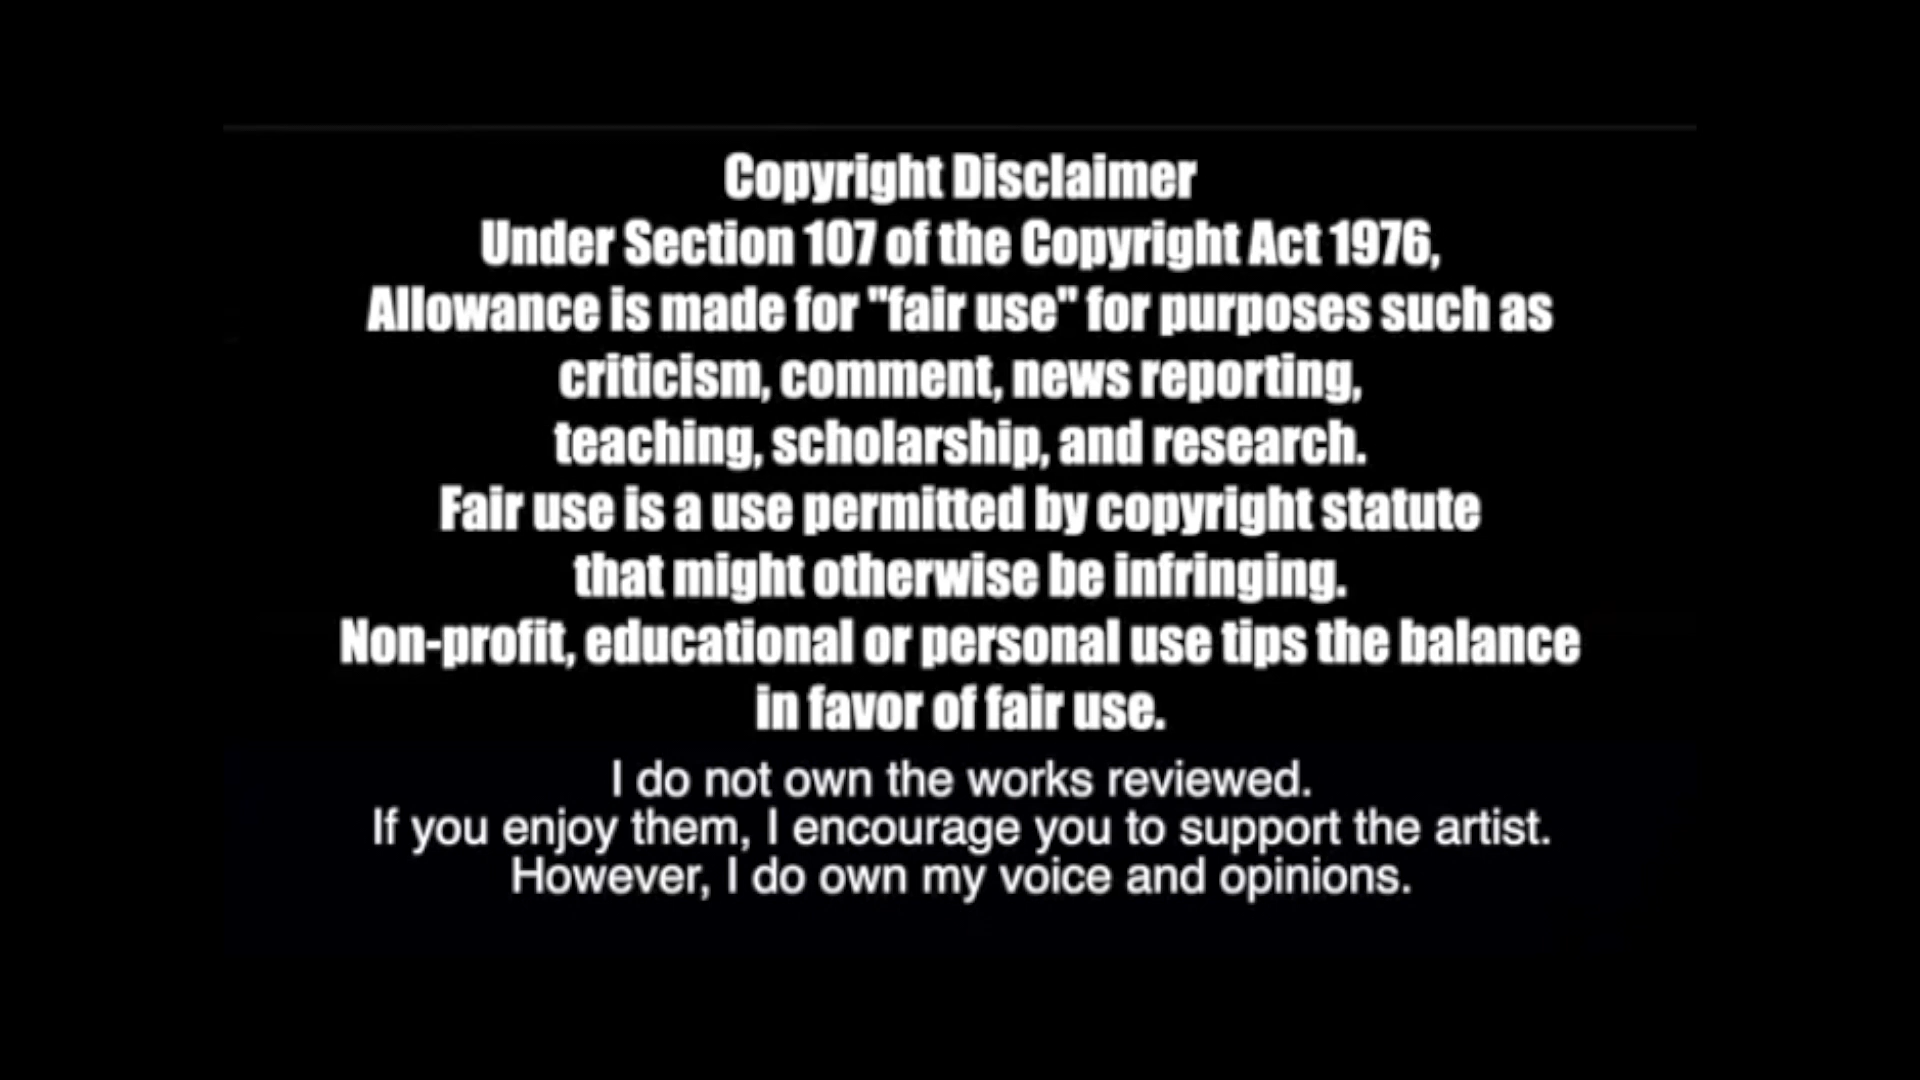 Copyright Disclaimer
Under Section 107 of the Copyright Act 1976,
Allowance is made for "fair use" for purposes such as
criticism, comment, news reporting,
teaching, scholarship, and research.
Fair use is a use permitted by copyright statute
that might otherwise be infringing.
Non-profit, educational or personal use tips the balance
in favor of fair use.
I do not own the works reviewed.
If you enjoy them, I encourage you to support the artist.
However, I do own my voice and opinions.